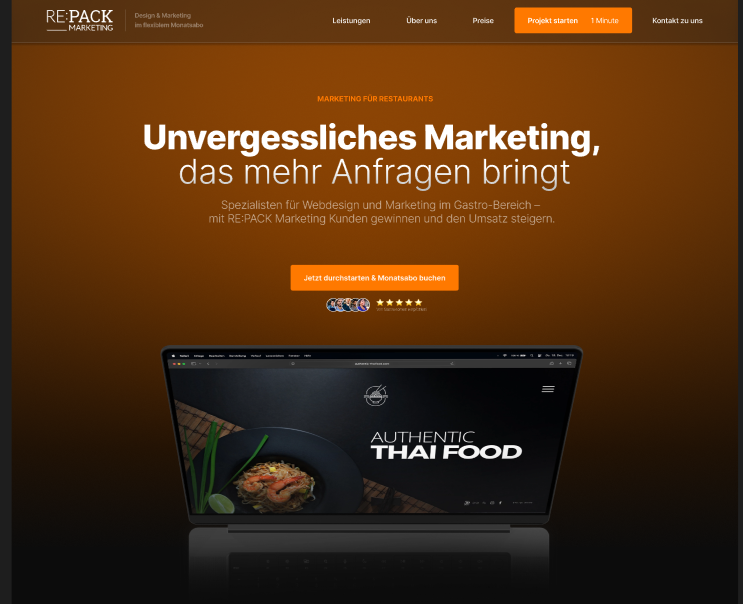 RE:PACK
MARKETING
Design & Marketing
im flexiblem Monatsabo
Leistungen
Über uns
Preise
Projekt starten 1 Minute
Kontakt zu uns
MARKETING FÜR RESTAURANTS
Unvergessliches Marketing,
das mehr Anfragen bringt
Spezialisten für Webdesign und Marketing im Gastro-Bereich –
mit RE:PACK Marketing Kunden gewinnen und den Umsatz steigern.
Jetzt durchstarten & Monatsabo buchen
AUTHENTIC
THAI FOOD